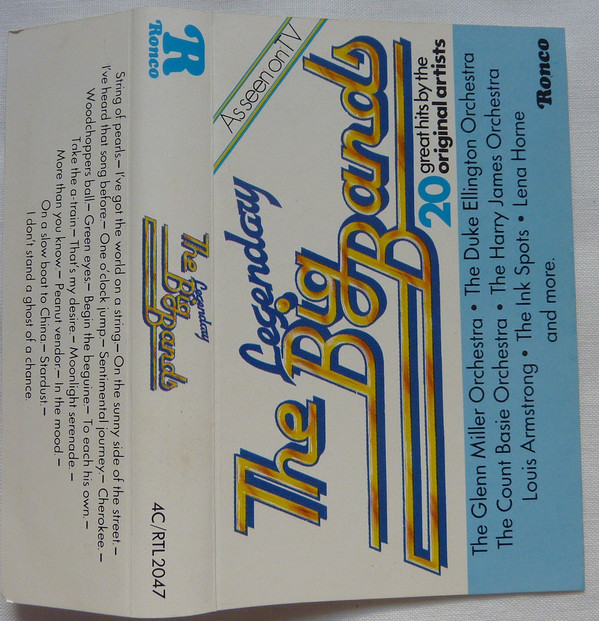 As seen on TV
The
Legendary
Big
Bands
20 great hits by the
original artists
The Glenn Miller Orchestra • The Duke Ellington Orchestra
The Count Basie Orchestra • The Harry James Orchestra
Louis Armstrong • The Ink Spots • Lena Horne
and more.
Ronco
R
Ronco
The
Legendary
Big
Bands
4C/RTL2047
String of pearls.– I've got the world on a string– On the sunny side of the street.–
I've heard that song before– One o'clock jump– Sentimental journey.– Cherokee.–
Woodchoppers ball– Green eyes– Begin the beguine– To each his own.–
Take the a-train– That's my desire– Moonlight serenade.–
More than you know– Peanut vendor– In the mood.–
On a slow boat to China– Stardust.–
I don't stand a ghost of a chance.